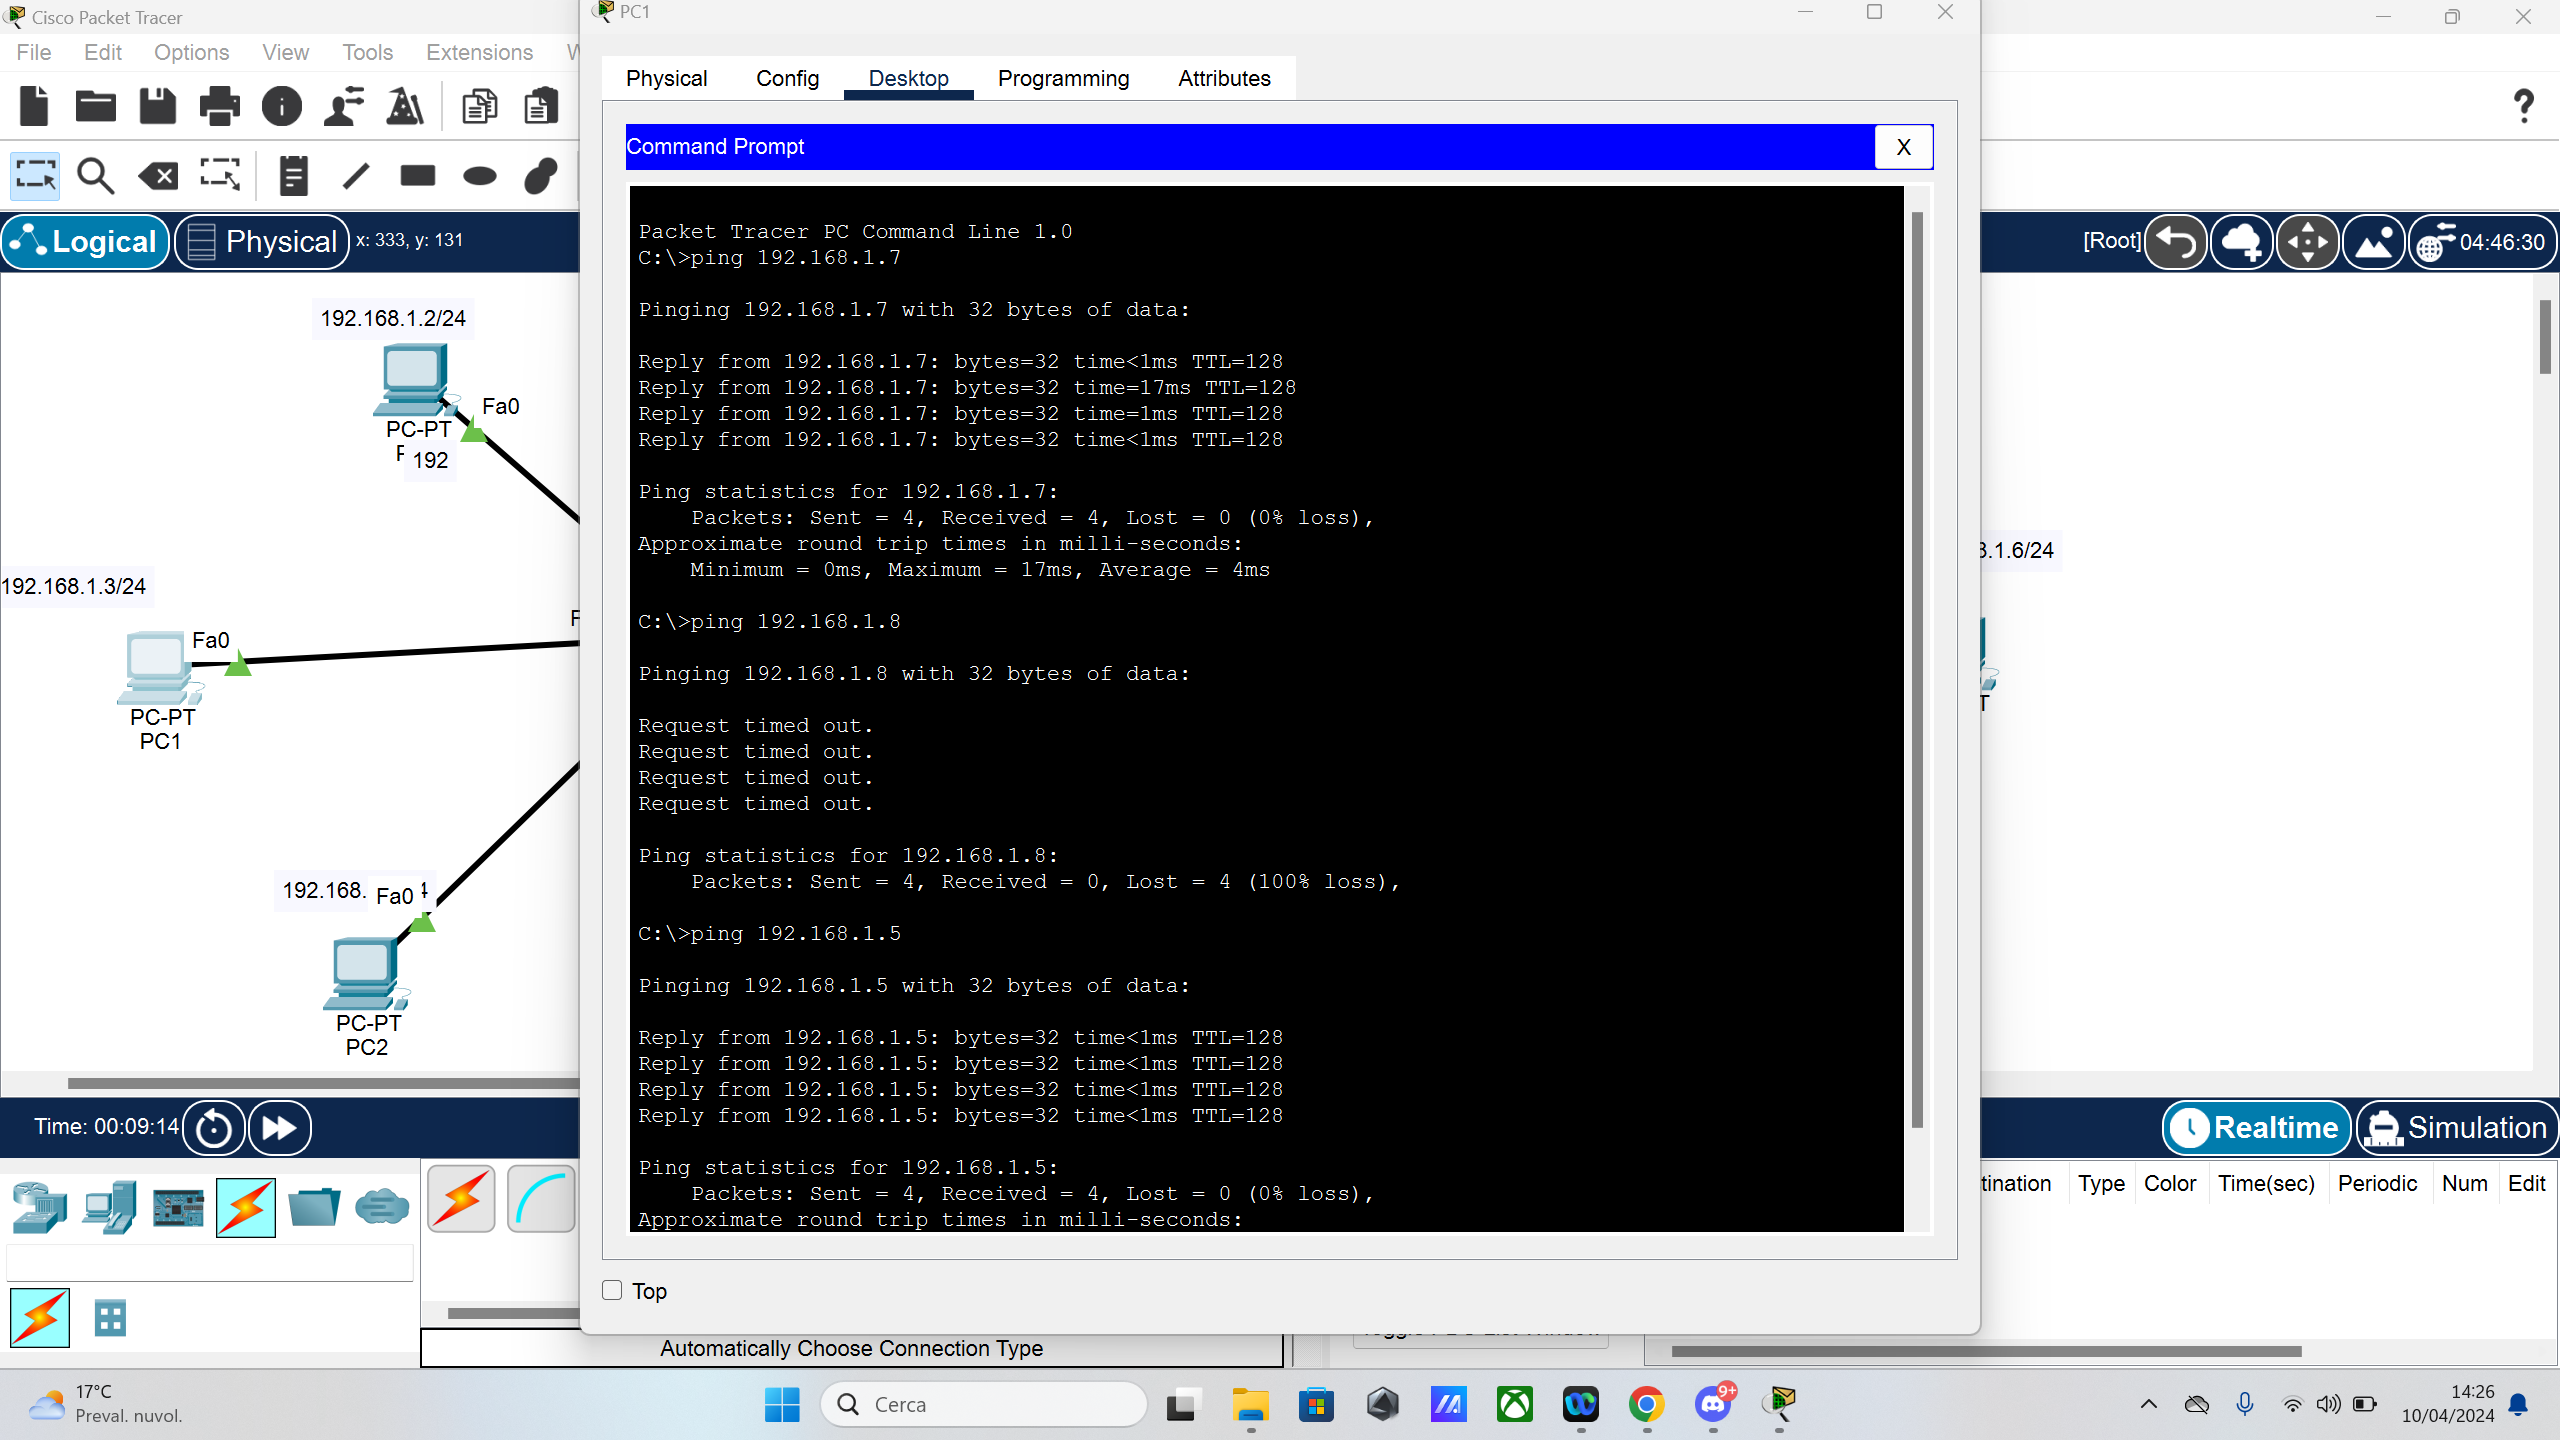 Cisco Packet Tracer
File Edit Options View Tools Extensions
PC1
Physical Config Desktop Programming Attributes
Command Prompt
X
Logical
Physical
x: 333, y: 131
[Root]
04:46:30
Packet Tracer PC Command Line 1.0
C:\>ping 192.168.1.7
Pinging 192.168.1.7 with 32 bytes of data:
Reply from 192.168.1.7: bytes=32 time<1ms TTL=128
Reply from 192.168.1.7: bytes=32 time=17ms TTL=128
Reply from 192.168.1.7: bytes=32 time=1ms TTL=128
Reply from 192.168.1.7: bytes=32 time<1ms TTL=128
Ping statistics for 192.168.1.7:
Packets: Sent = 4, Received = 4, Lost = 0 (0% loss),
Approximate round trip times in milli-seconds:
Minimum = 0ms, Maximum = 17ms, Average = 4ms
C:\>ping 192.168.1.8
Pinging 192.168.1.8 with 32 bytes of data:
Request timed out.
Request timed out.
Request timed out.
Request timed out.
Ping statistics for 192.168.1.8:
Packets: Sent = 4, Received = 0, Lost = 4 (100% loss),
C:\>ping 192.168.1.5
Pinging 192.168.1.5 with 32 bytes of data:
Reply from 192.168.1.5: bytes=32 time<1ms TTL=128
Reply from 192.168.1.5: bytes=32 time<1ms TTL=128
Reply from 192.168.1.5: bytes=32 time<1ms TTL=128
Reply from 192.168.1.5: bytes=32 time<1ms TTL=128
Ping statistics for 192.168.1.5:
Packets: Sent = 4, Received = 4, Lost = 0 (0% loss),
Approximate round trip times in milli-seconds:
Top
192.168.1.2/24
Fa0
PC-PT
192
192.168.1.3/24
Fa0
PC-PT
PC1
192.168.
Fa0
4
PC-PT
PC2
3.1.6/24
Time: 00:09:14
Realtime
Simulation
tination Type Color Time(sec) Periodic Num Edit
Automatically Choose Connection Type
17°C
Preval. nuvol.
Cerca
9+
14:26
10/04/2024